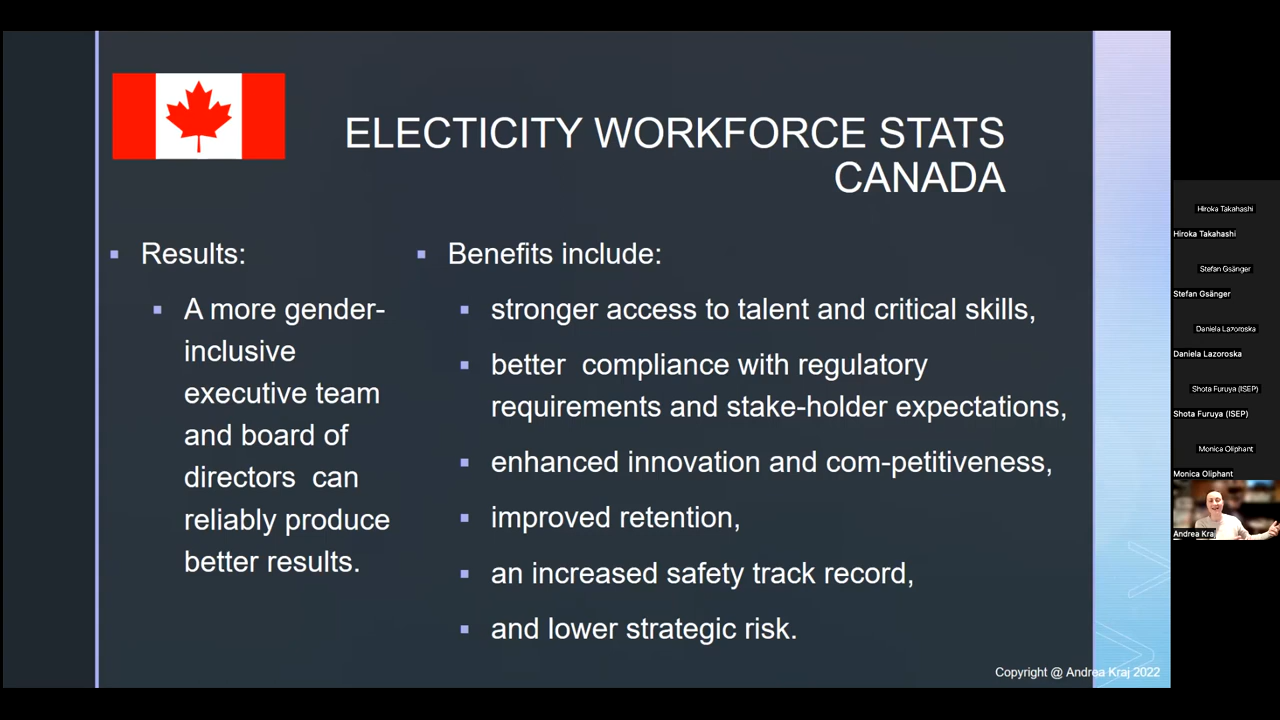 ELECTICITY WORKFORCE STATS
CANADA
Results:
A more gender-
inclusive
executive team
and board of
directors can
reliably produce
better results.
Benefits include:
stronger access to talent and critical skills,
better compliance with regulatory
requirements and stake-holder expectations,
enhanced innovation and com-petitiveness,
improved retention,
an increased safety track record,
and lower strategic risk.
Copyright @ Andrea Kraj 2022
Hiroka Takahashi
Hiroka Takahashi
Stefan Gsänger
Stefan Gsänger
Daniela Lazoroska
Daniela Lazoroska
Shota Furuya (ISEP)
Shota Furuya (ISEP)
Monica Oliphant
Monica Oliphant
Andrea Kraj